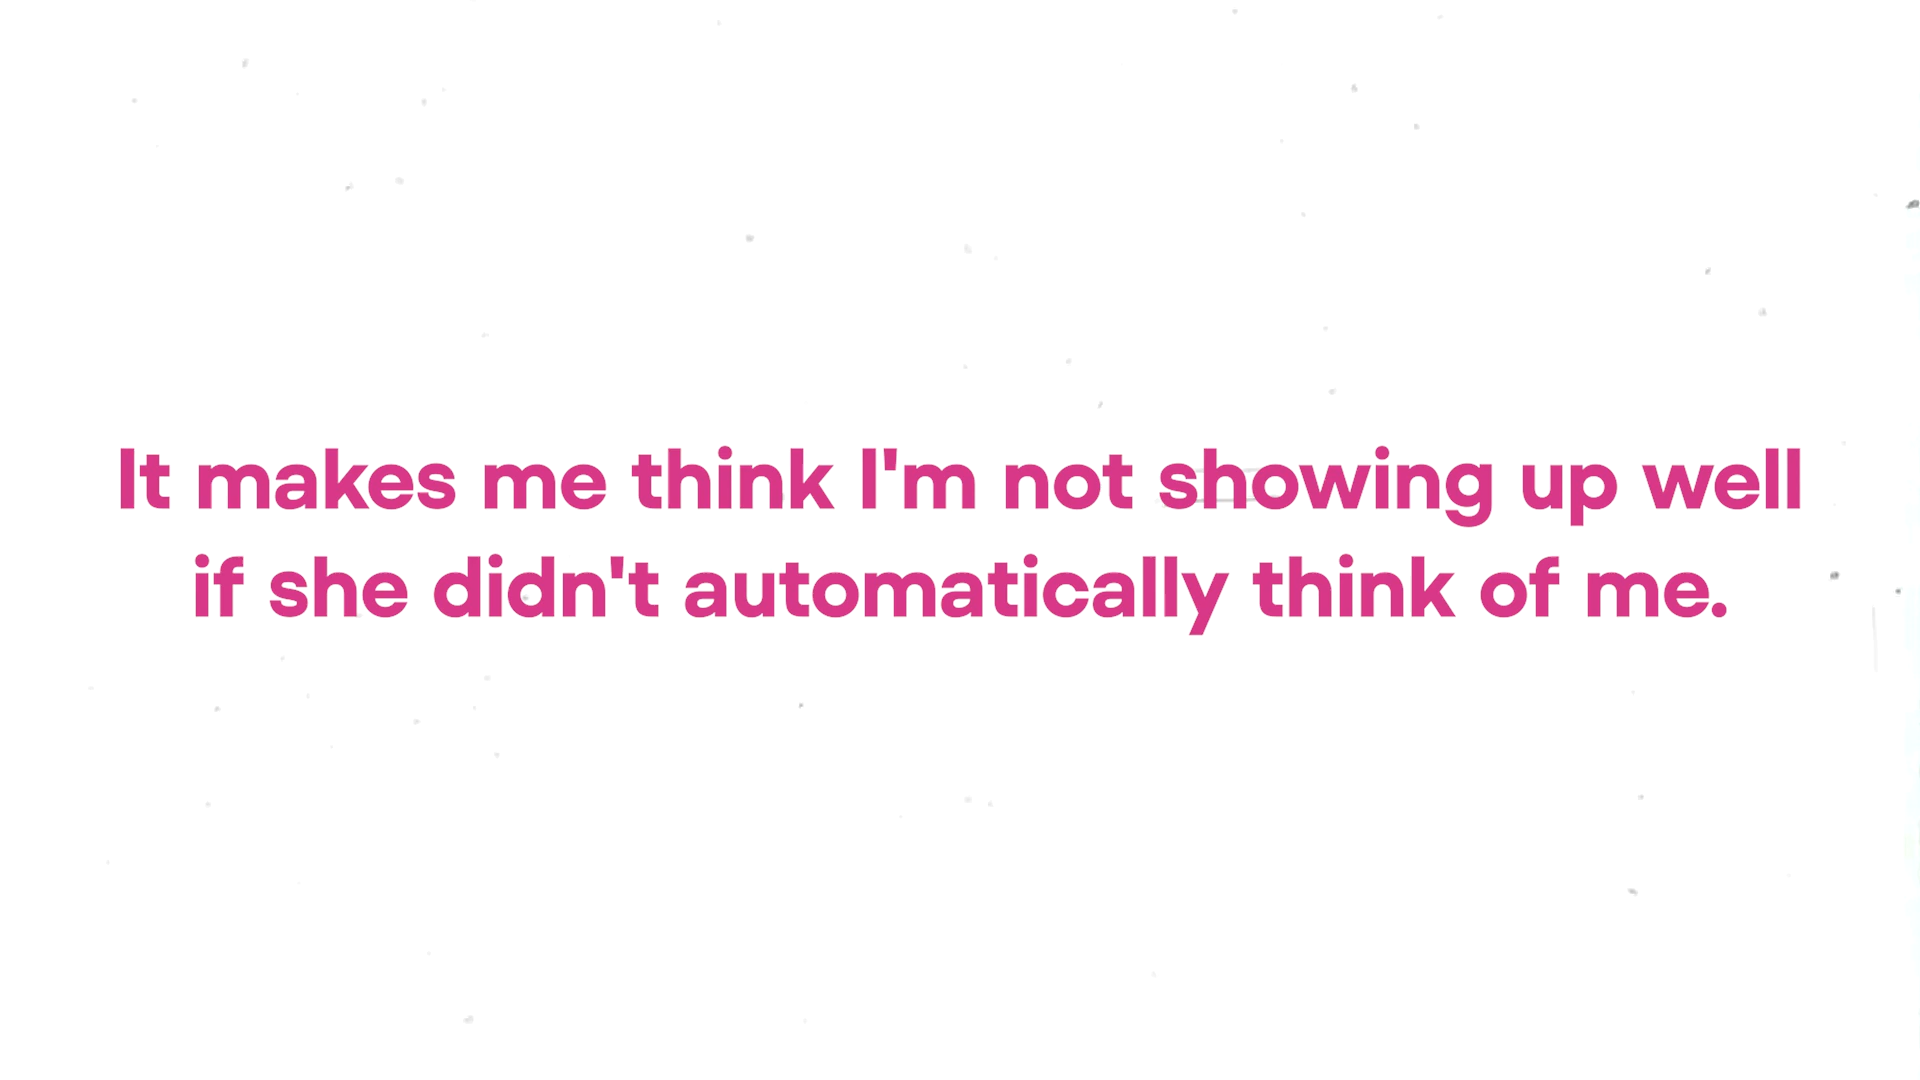 It makes me think I'm not showing up well
if she didn't automatically think of me.